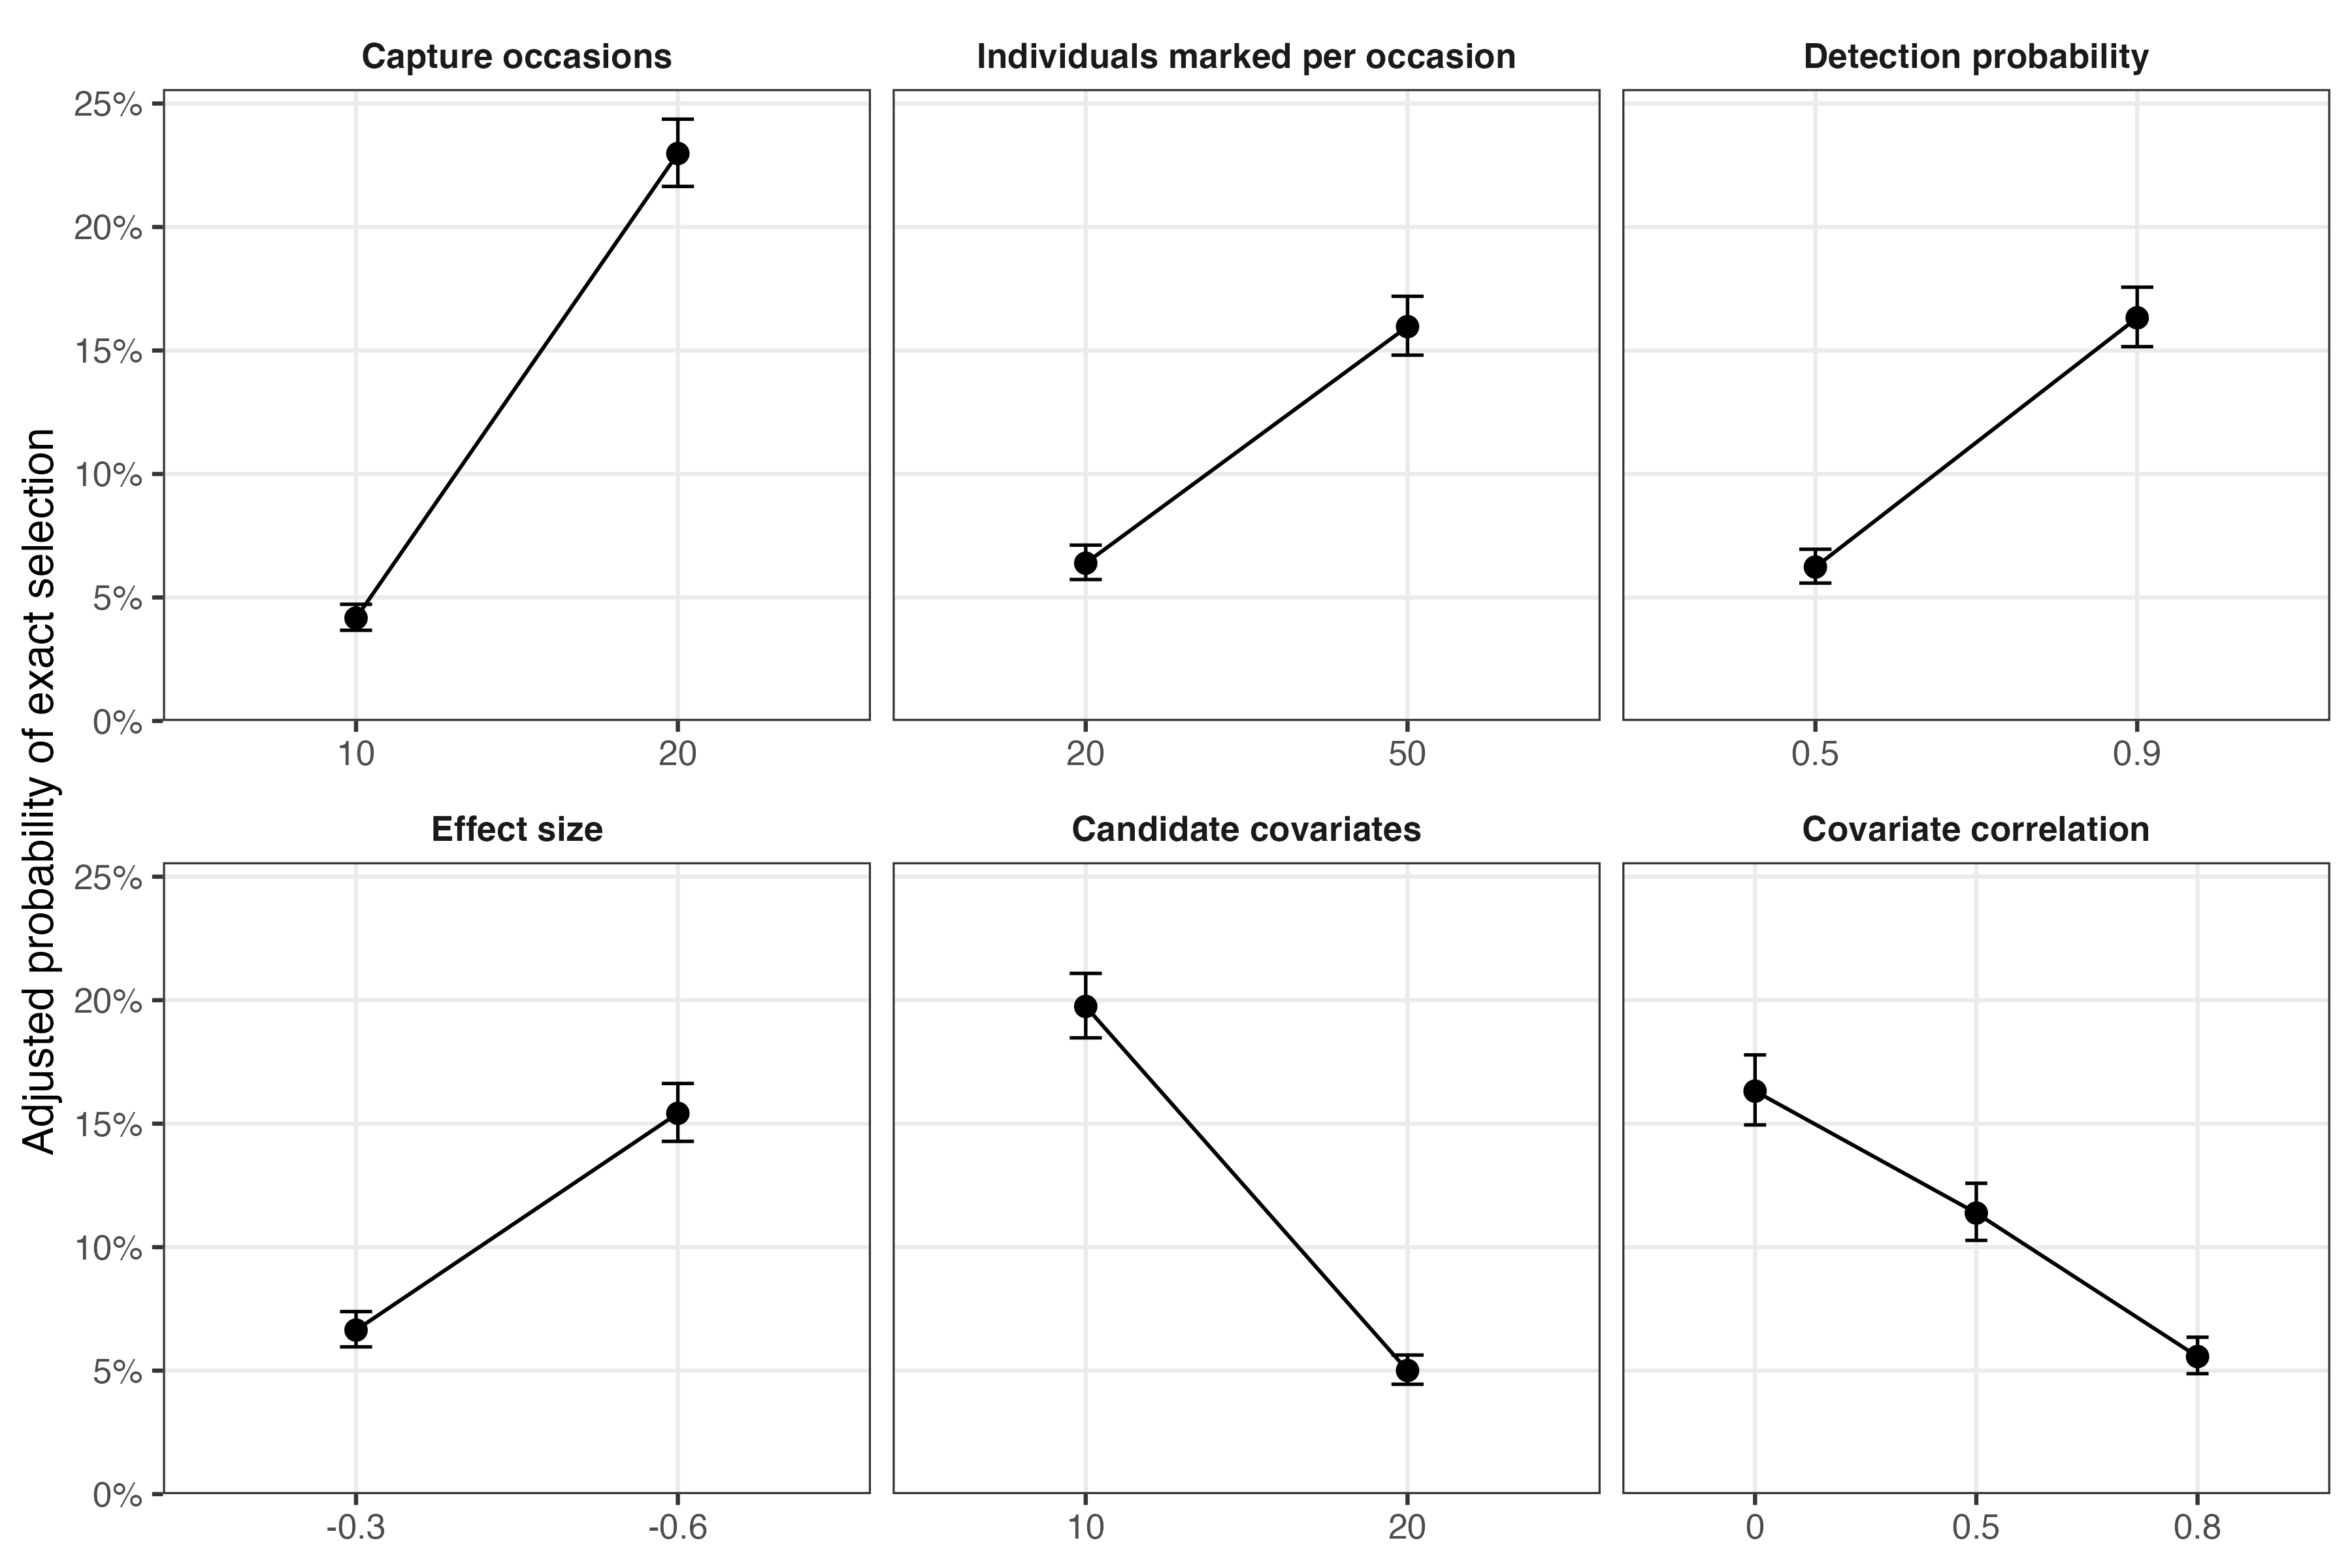 Adjusted probability of exact selection
Capture occasions
25%
20%
15%
10%
5%
0%
10 20
Individuals marked per occasion
20 50
Detection probability
0.5 0.9
Effect size
25%
20%
15%
10%
5%
0%
-0.3 -0.6
Candidate covariates
10 20
Covariate correlation
0 0.5 0.8